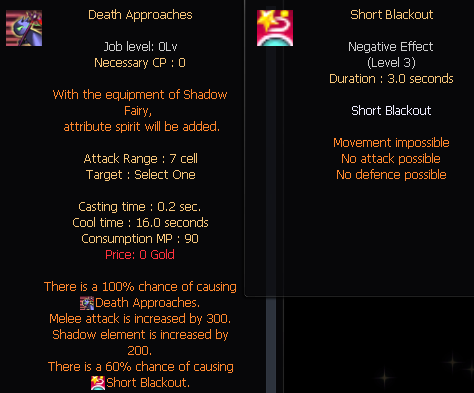 Death Approaches
Job level: 0Lv
Necessary CP : 0
With the equipment of Shadow
Fairy,
attribute spirit will be added.
Attack Range : 7 cell
Target : Select One
Casting time : 0.2 sec.
Cool time : 16.0 seconds
Consumption MP : 90
Price: 0 Gold
There is a 100% chance of causing
Death Approaches.
Melee attack is increased by 300.
Shadow element is increased by
200.
There is a 60% chance of causing
Short Blackout.
Short Blackout
Negative Effect
(Level 3)
Duration : 3.0 seconds
Short Blackout
Movement impossible
No attack possible
No defence possible